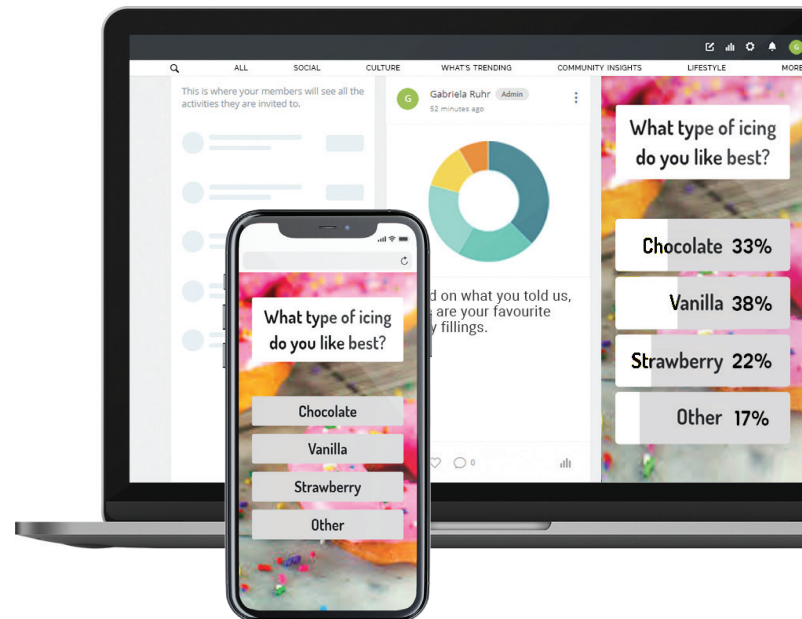 G
ALL SOCIAL CULTURE WHAT'S TRENDING COMMUNITY INSIGHTS LIFESTYLE MORE
This is where your members will see all the
activities they are invited to.
G Gabriela Ruhr Admin
52 minutes ago
d on what you told us,
are your favourite
fillings.
0
What type of icing
do you like best?
Chocolate 33%
Vanilla 38%
Strawberry 22%
Other 17%
What type of icing
do you like best?
Chocolate
Vanilla
Strawberry
Other